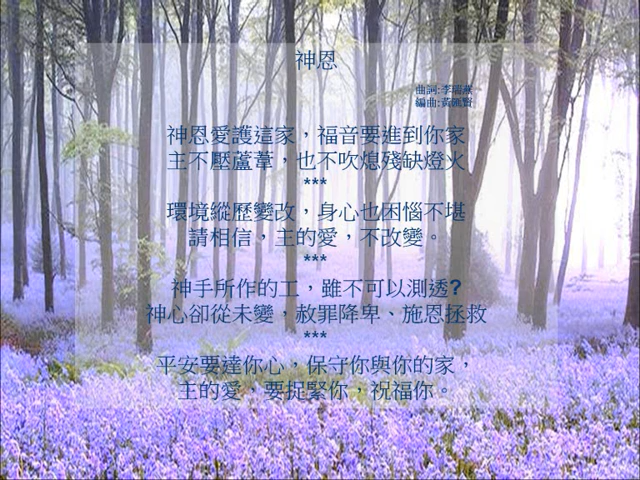 神恩
曲詞:李瑞淑
編曲:黃甌賢
神恩愛護這家，福音要進到你家
主不壓蘆葦，也不吹熄殘缺燈火
***
環境縱歷變改，身心也困惱不堪
請相信，主的愛，不改變。
***
神手所作的工，雖不可以測透?
神心卻從未變，赦罪降卑、施恩拯救
***
平安要達你心，保守你與你的家，
主的愛，要捉緊你，祝福你。